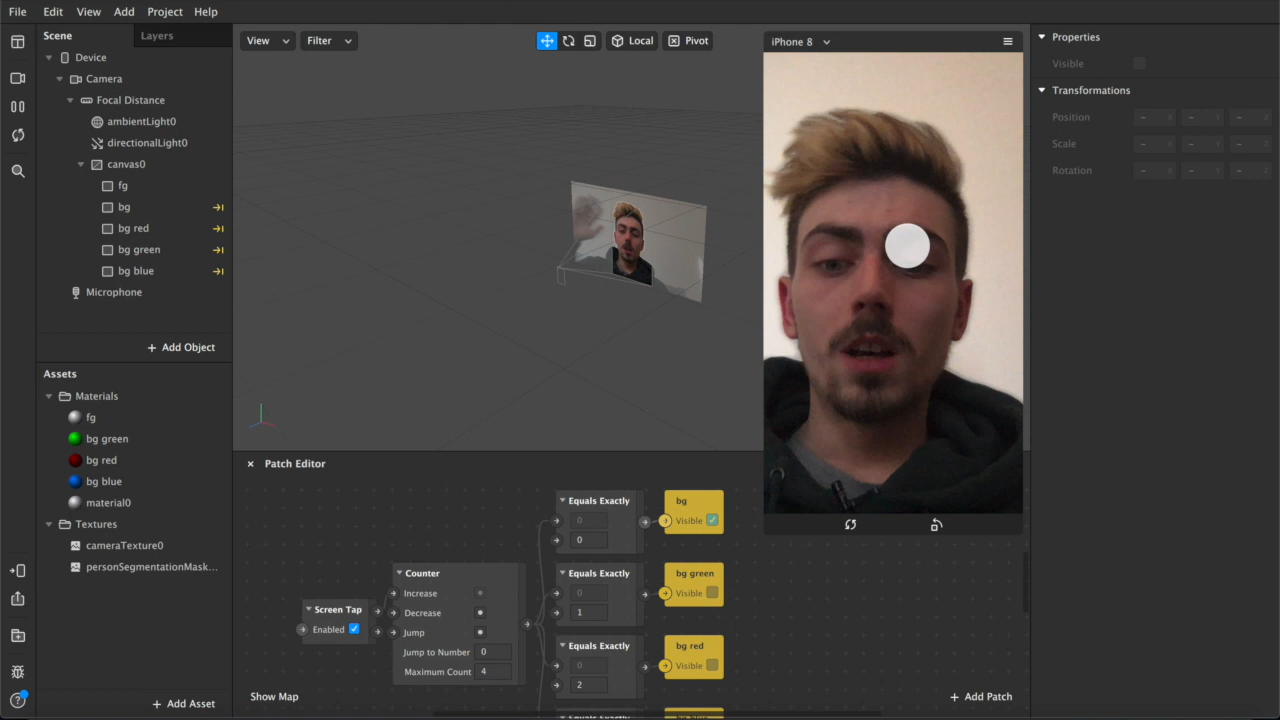 File Edit View Add Project Help
Scene Layers
Device
Camera
Focal Distance
ambientLight0
directionalLight0
canvas0
fg
bg
bg red
bg green
bg blue
Microphone
+ Add Object
Assets
Materials
fg
bg green
bg red
bg blue
material0
Textures
cameraTexture0
personSegmentationMask...
+ Add Asset
View Filter Local Pivot
iPhone 8
Properties
Visible
Transformations
Position - X - Y - Z
Scale - X - Y - Z
Rotation - X - Y - Z
× Patch Editor
Screen Tap
Enabled
Counter
Increase
Decrease
Jump
Jump to Number 0
Maximum Count 4
Equals Exactly
0
0
bg
Visible
Equals Exactly
0
1
bg green
Visible
Equals Exactly
0
2
bg red
Visible
Show Map
+ Add Patch